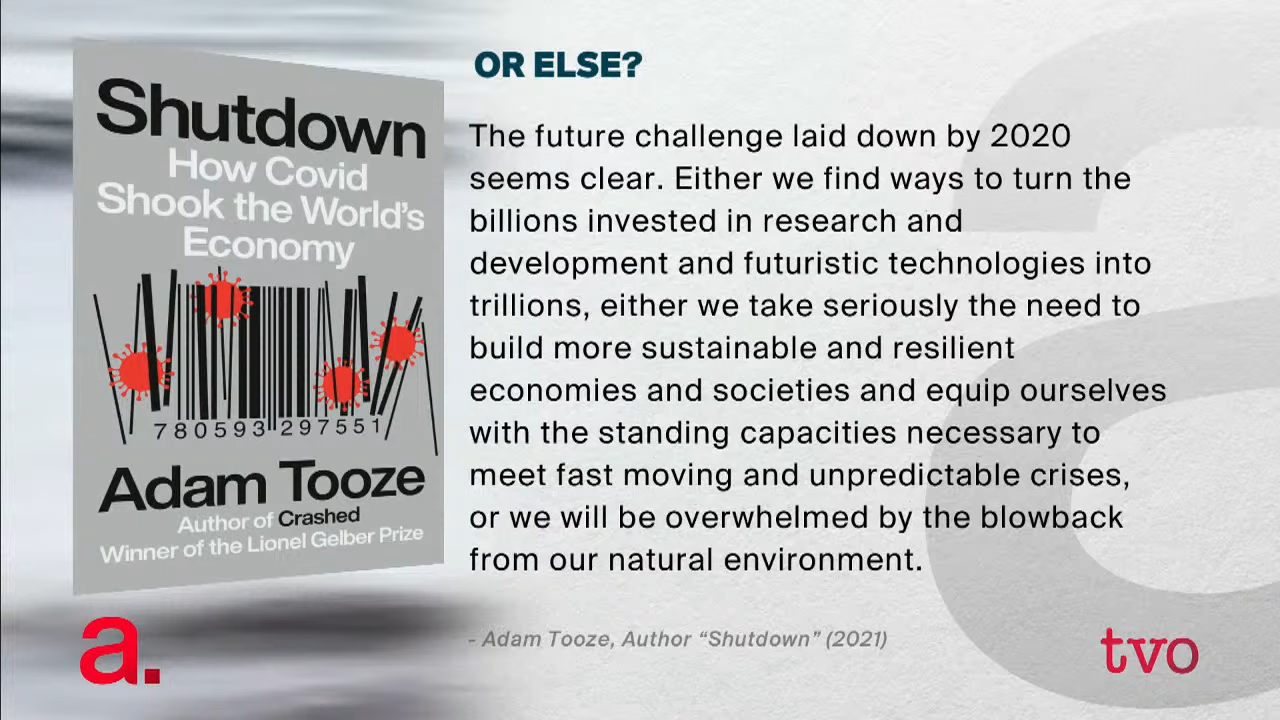 Shutdown
How Covid
Shook the World's
Economy
780593 297551
Adam Tooze
Author of Crashed
Winner of the Lionel Gelber Prize
OR ELSE?
The future challenge laid down by 2020
seems clear. Either we find ways to turn the
billions invested in research and
development and futuristic technologies into
trillions, either we take seriously the need to
build more sustainable and resilient
economies and societies and equip ourselves
with the standing capacities necessary to
meet fast moving and unpredictable crises,
or we will be overwhelmed by the blowback
from our natural environment.
- Adam Tooze, Author “Shutdown” (2021)
a.
tvo